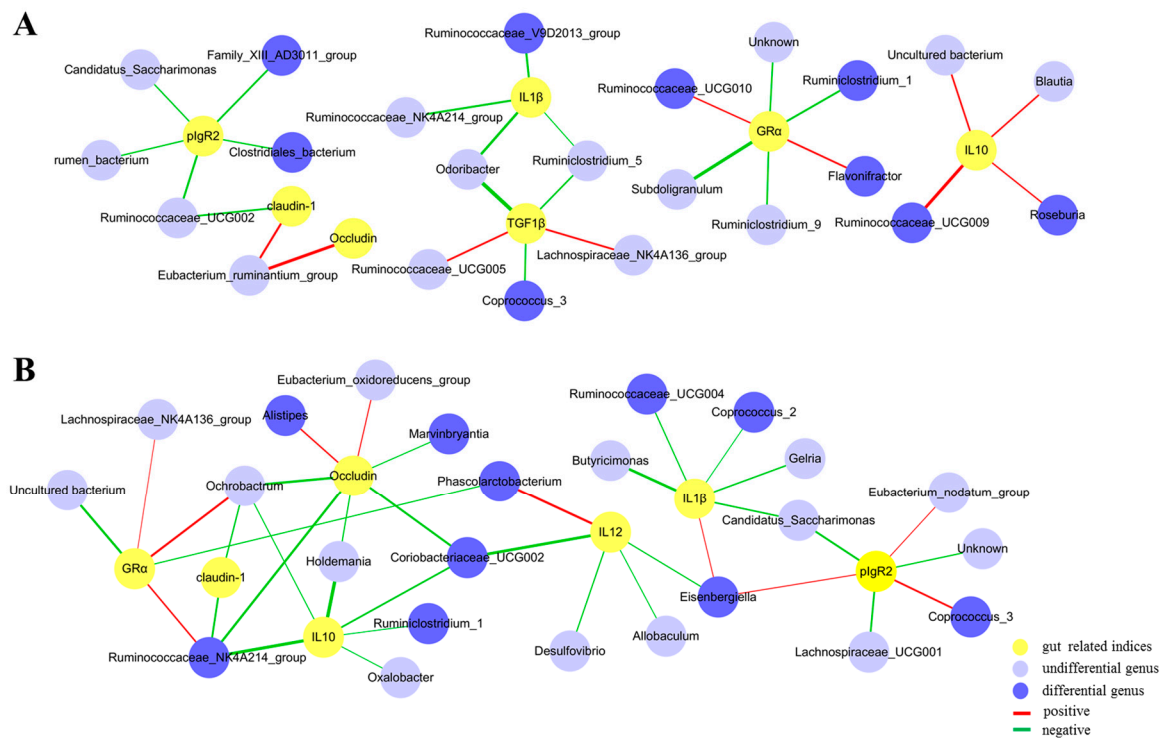 A
Ruminococcaceae_V9D2013_group
Family_XIII_AD3011_group
Candidatus_Saccharimonas
Unknown
Uncultured bacterium
Blautia
Ruminococcaceae_UCG010
Ruminiclostridium_1
IL1β
Ruminococcaceae_NK4A214_group
pIgR2
GRα
IL10
rumen_bacterium
Clostridiales_bacterium
Odoribacter
Ruminiclostridium_5
Subdoligranulum
Flavonifractor
claudin-1
Ruminococcaceae_UCG002
TGF1β
Ruminiclostridium_9
Ruminococcaceae_UCG009
Roseburia
Occludin
Eubacterium_ruminantium_group
Ruminococcaceae_UCG005
Lachnospiraceae_NK4A136_group
Coprococcus_3
B
Eubacterium_oxidoreducens_group
Lachnospiraceae_NK4A136_group
Alistipes
Marvinbryantia
Ruminococcaceae_UCG004
Coprococcus_2
Butyricimonas
Gelria
Uncultured bacterium
Ochrobactrum
Occludin
Phascolarctobacterium
IL1β
Eubacterium_nodatum_group
Candidatus_Saccharimonas
IL12
GRα
claudin-1
Holdemania
Coriobacteriaceae_UCG002
Unknown
pIgR2
Eisenbergiella
Coprococcus_3
IL10
Ruminiclostridium_1
Allobaculum
Desulfovibrio
Lachnospiraceae_UCG001
Ruminococcaceae_NK4A214_group
Oxalobacter
gut related indices
undifferential genus
differential genus
positive
negative